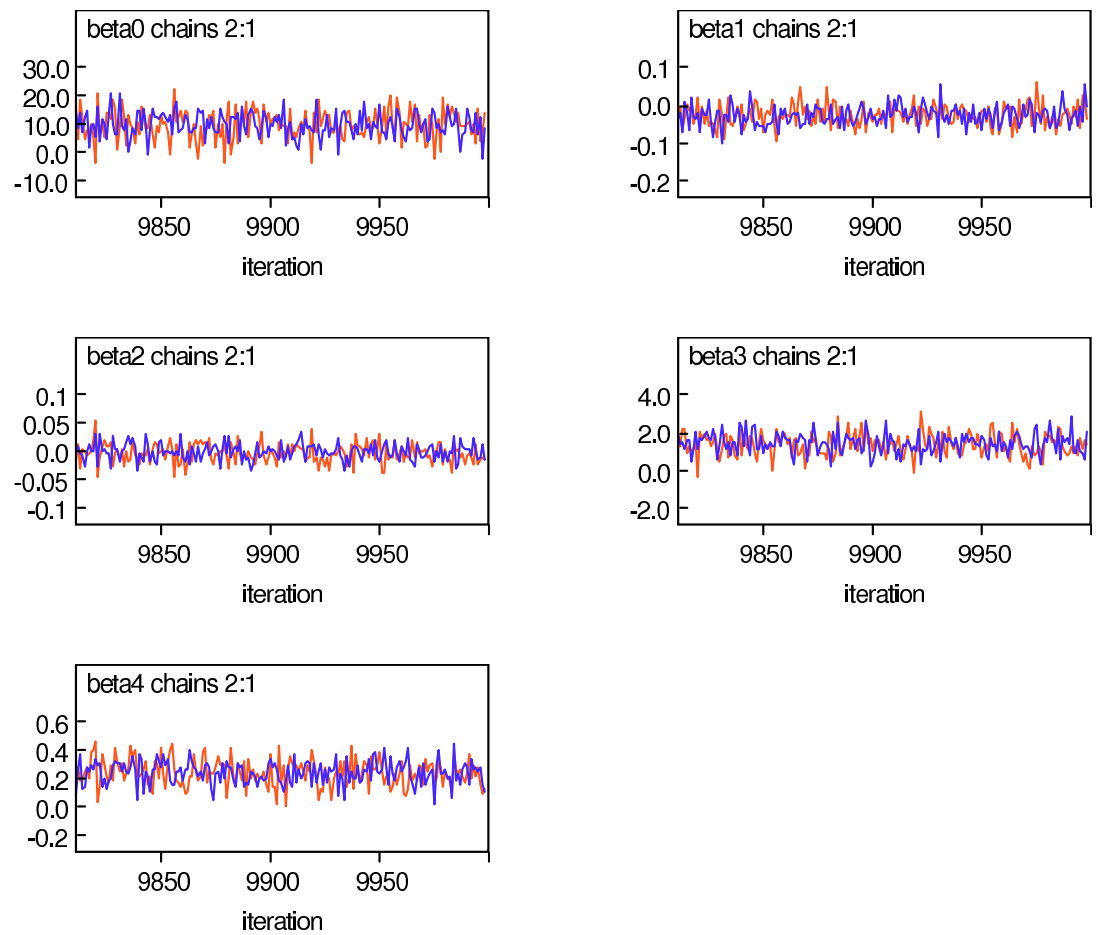 beta0 chains 2:1
30.0
20.0
10.0
0.0
-10.0
9850 9900 9950
iteration
beta1 chains 2:1
0.1
0.0
-0.1
-0.2
9850 9900 9950
iteration
beta2 chains 2:1
0.1
0.05
0.0
-0.05
-0.1
9850 9900 9950
iteration
beta3 chains 2:1
4.0
2.0
0.0
-2.0
9850 9900 9950
iteration
beta4 chains 2:1
0.6
0.4
0.2
0.0
-0.2
9850 9900 9950
iteration